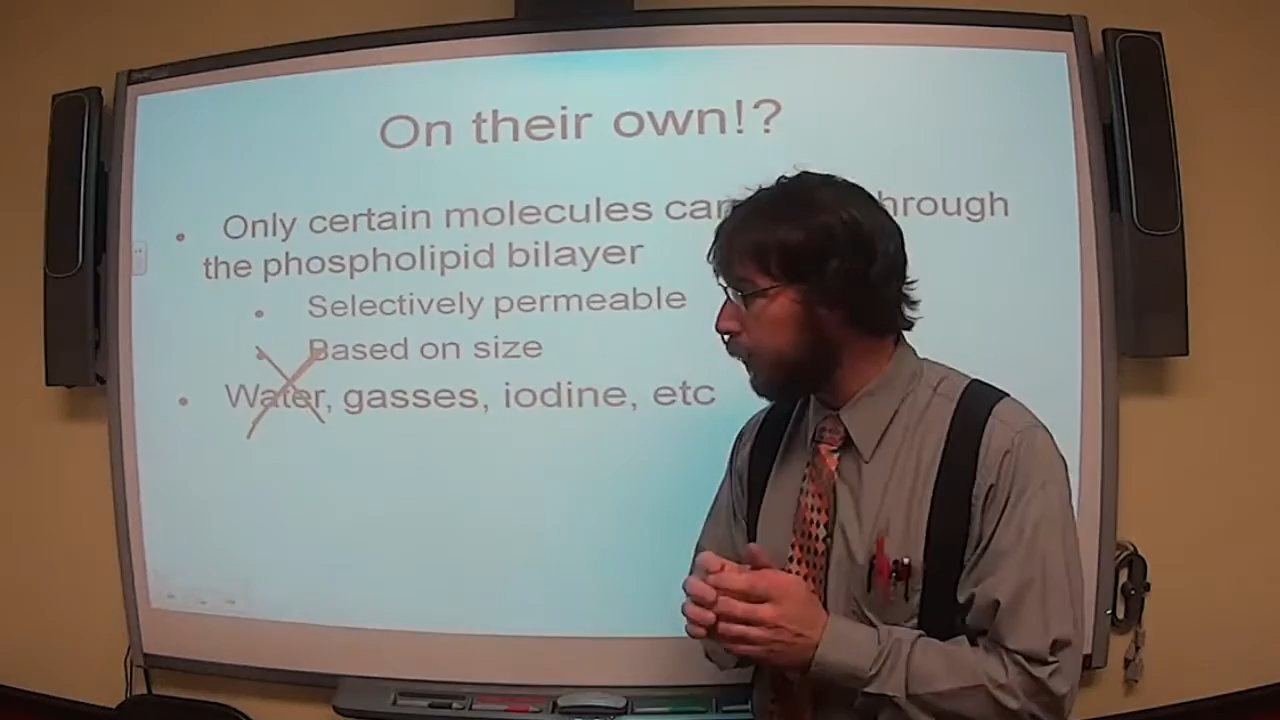 On their own!?
• Only certain molecules can through
the phospholipid bilayer
• Selectively permeable
• Based on size
• Water, gasses, iodine, etc